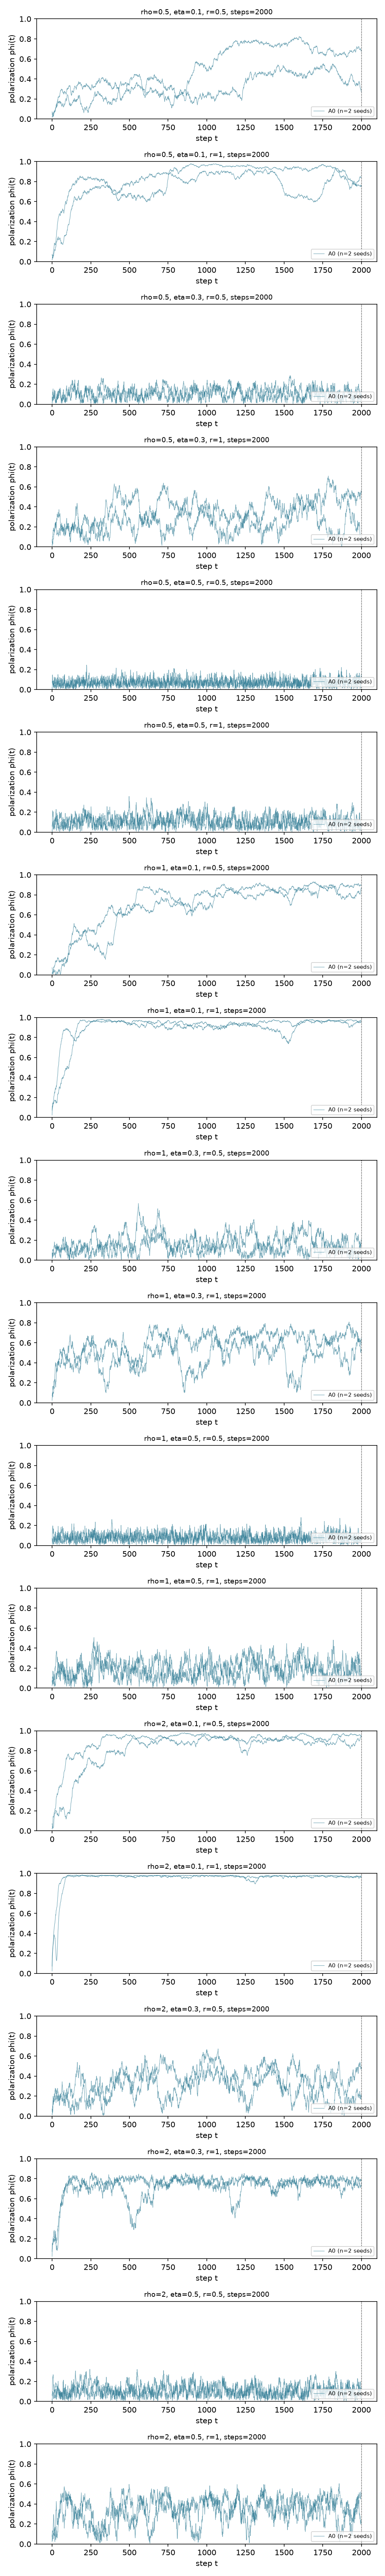 rho=0.5, eta=0.1, r=0.5, steps=2000
polarization phi(t)
1.0
0.8
0.6
0.4
0.2
0.0
A0 (n=2 seeds)
0 250 500 750 1000 1250 1500 1750 2000
step t
rho=0.5, eta=0.1, r=1, steps=2000
polarization phi(t)
1.0
0.8
0.6
0.4
0.2
0.0
A0 (n=2 seeds)
0 250 500 750 1000 1250 1500 1750 2000
step t
rho=0.5, eta=0.3, r=0.5, steps=2000
polarization phi(t)
1.0
0.8
0.6
0.4
0.2
0.0
A0 (n=2 seeds)
0 250 500 750 1000 1250 1500 1750 2000
step t
rho=0.5, eta=0.3, r=1, steps=2000
polarization phi(t)
1.0
0.8
0.6
0.4
0.2
0.0
A0 (n=2 seeds)
0 250 500 750 1000 1250 1500 1750 2000
step t
rho=0.5, eta=0.5, r=0.5, steps=2000
polarization phi(t)
1.0
0.8
0.6
0.4
0.2
0.0
A0 (n=2 seeds)
0 250 500 750 1000 1250 1500 1750 2000
step t
rho=0.5, eta=0.5, r=1, steps=2000
polarization phi(t)
1.0
0.8
0.6
0.4
0.2
0.0
A0 (n=2 seeds)
0 250 500 750 1000 1250 1500 1750 2000
step t
rho=1, eta=0.1, r=0.5, steps=2000
polarization phi(t)
1.0
0.8
0.6
0.4
0.2
0.0
A0 (n=2 seeds)
0 250 500 750 1000 1250 1500 1750 2000
step t
rho=1, eta=0.1, r=1, steps=2000
polarization phi(t)
1.0
0.8
0.6
0.4
0.2
0.0
A0 (n=2 seeds)
0 250 500 750 1000 1250 1500 1750 2000
step t
rho=1, eta=0.3, r=0.5, steps=2000
polarization phi(t)
1.0
0.8
0.6
0.4
0.2
0.0
A0 (n=2 seeds)
0 250 500 750 1000 1250 1500 1750 2000
step t
rho=1, eta=0.3, r=1, steps=2000
polarization phi(t)
1.0
0.8
0.6
0.4
0.2
0.0
A0 (n=2 seeds)
0 250 500 750 1000 1250 1500 1750 2000
step t
rho=1, eta=0.5, r=0.5, steps=2000
polarization phi(t)
1.0
0.8
0.6
0.4
0.2
0.0
A0 (n=2 seeds)
0 250 500 750 1000 1250 1500 1750 2000
step t
rho=1, eta=0.5, r=1, steps=2000
polarization phi(t)
1.0
0.8
0.6
0.4
0.2
0.0
A0 (n=2 seeds)
0 250 500 750 1000 1250 1500 1750 2000
step t
rho=2, eta=0.1, r=0.5, steps=2000
polarization phi(t)
1.0
0.8
0.6
0.4
0.2
0.0
A0 (n=2 seeds)
0 250 500 750 1000 1250 1500 1750 2000
step t
rho=2, eta=0.1, r=1, steps=2000
polarization phi(t)
1.0
0.8
0.6
0.4
0.2
0.0
A0 (n=2 seeds)
0 250 500 750 1000 1250 1500 1750 2000
step t
rho=2, eta=0.3, r=0.5, steps=2000
polarization phi(t)
1.0
0.8
0.6
0.4
0.2
0.0
A0 (n=2 seeds)
0 250 500 750 1000 1250 1500 1750 2000
step t
rho=2, eta=0.3, r=1, steps=2000
polarization phi(t)
1.0
0.8
0.6
0.4
0.2
0.0
A0 (n=2 seeds)
0 250 500 750 1000 1250 1500 1750 2000
step t
rho=2, eta=0.5, r=0.5, steps=2000
polarization phi(t)
1.0
0.8
0.6
0.4
0.2
0.0
A0 (n=2 seeds)
0 250 500 750 1000 1250 1500 1750 2000
step t
rho=2, eta=0.5, r=1, steps=2000
polarization phi(t)
1.0
0.8
0.6
0.4
0.2
0.0
A0 (n=2 seeds)
0 250 500 750 1000 1250 1500 1750 2000
step t